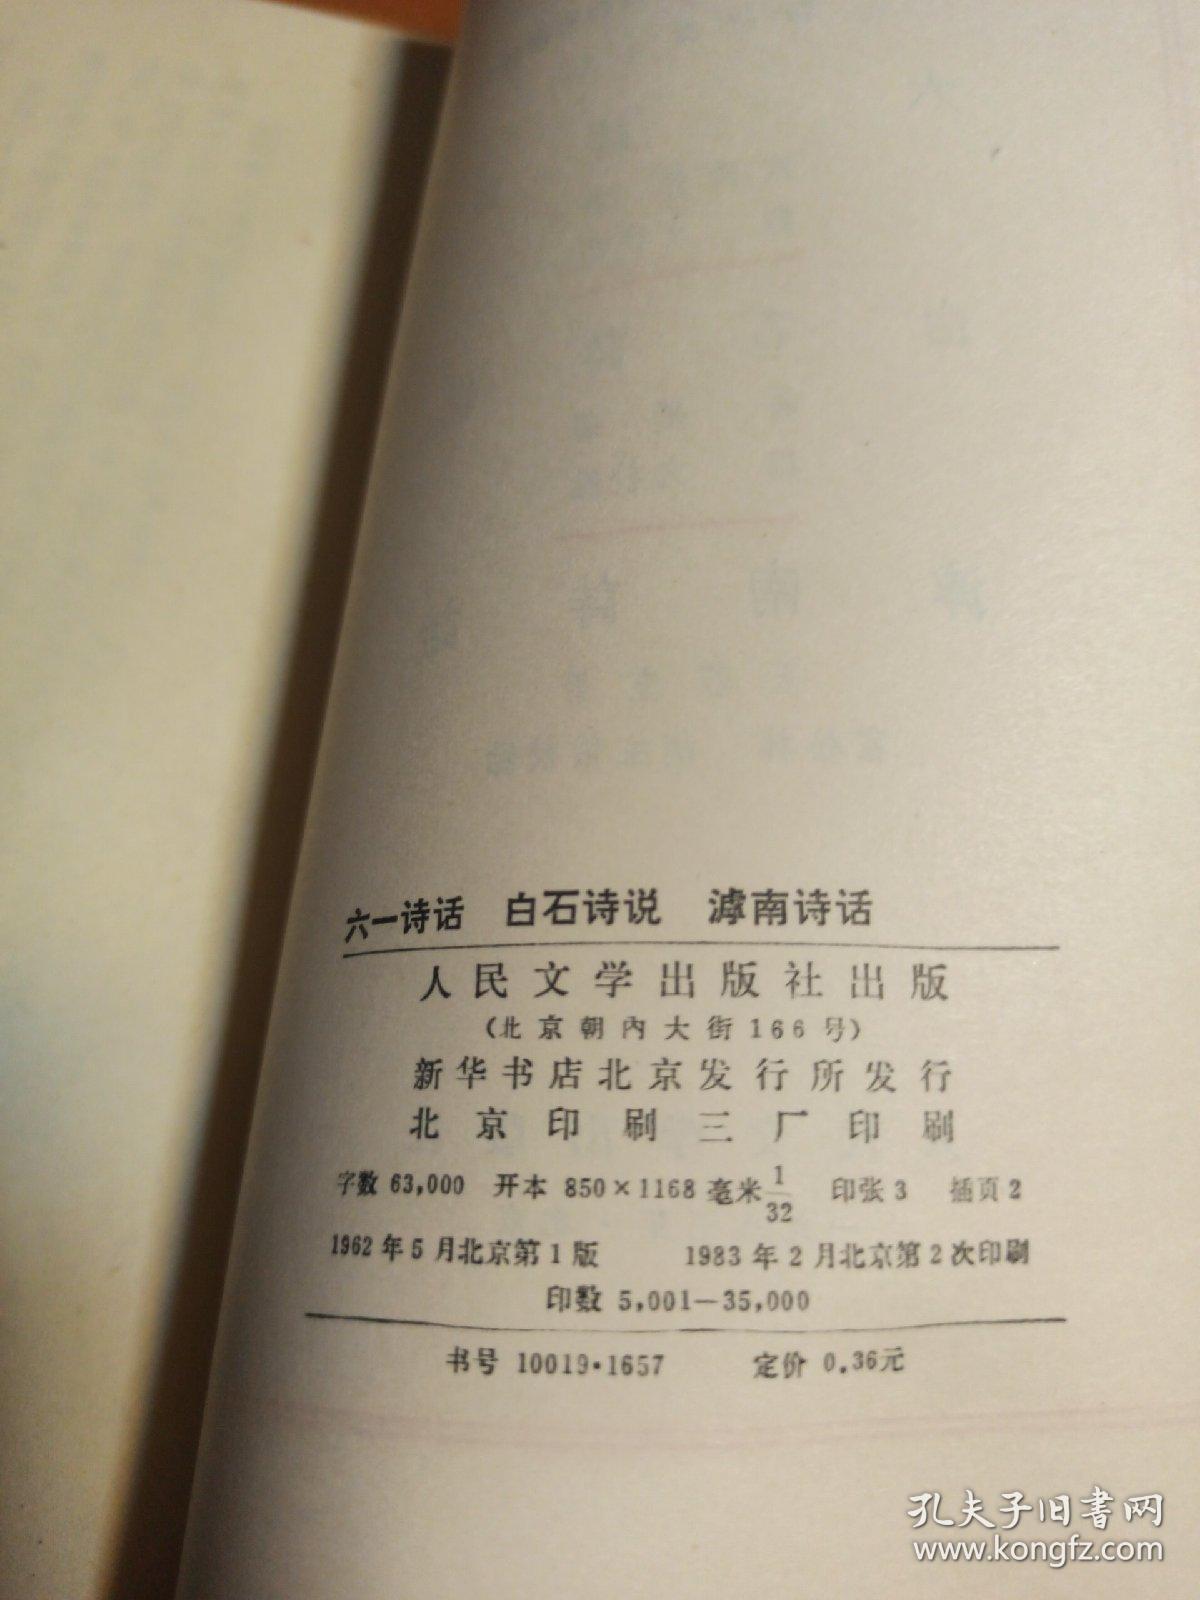 六一诗话 白石诗说 滹南诗话
人民文学出版社出版
(北京朝内大街166号)
新华书店北京发行所发行
北京印刷三厂印刷
字数 63,000 开本 850×1168 毫米 1/32 印张 3 插页 2
1962年5月北京第1版 1983年2月北京第2次印刷
印数 5,001—35,000
书号 10019·1657 定价 0.36元
孔夫子旧书网
www.kongfz.com